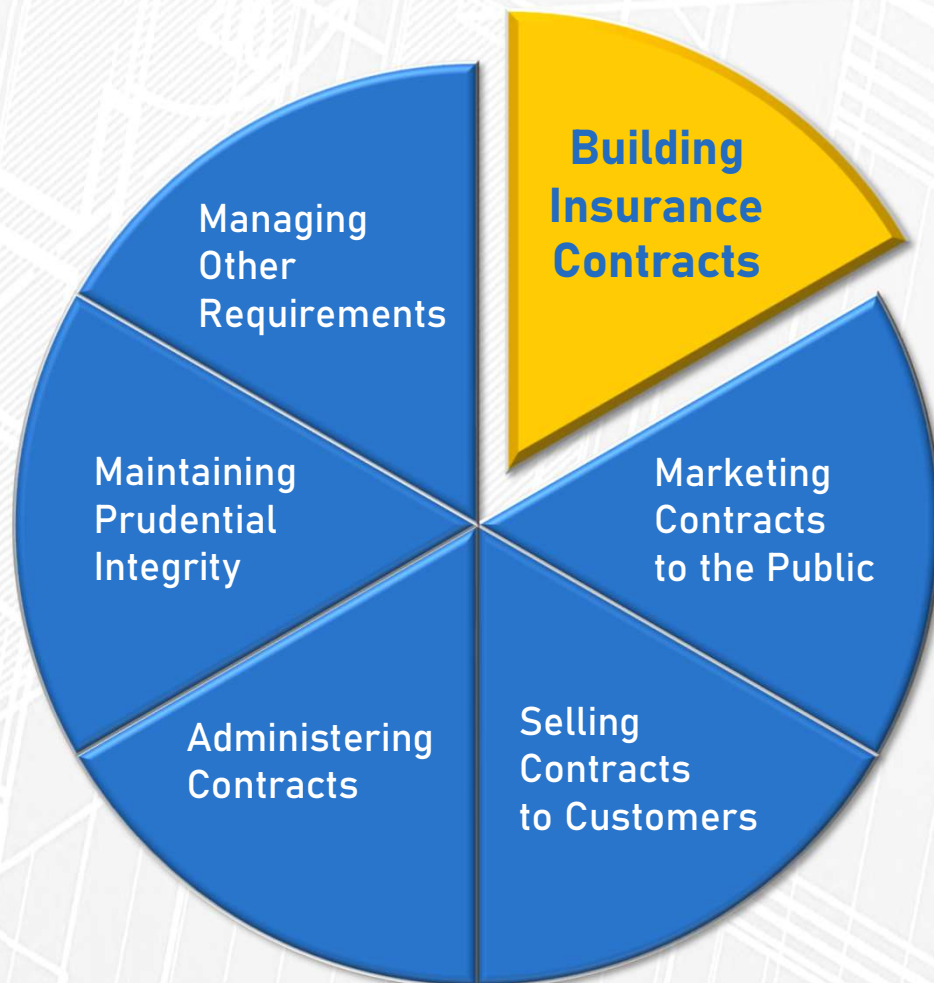 Building
Insurance
Contracts
Marketing
Contracts
to the Public
Selling
Contracts
to Customers
Administering
Contracts
Maintaining
Prudential
Integrity
Managing
Other
Requirements